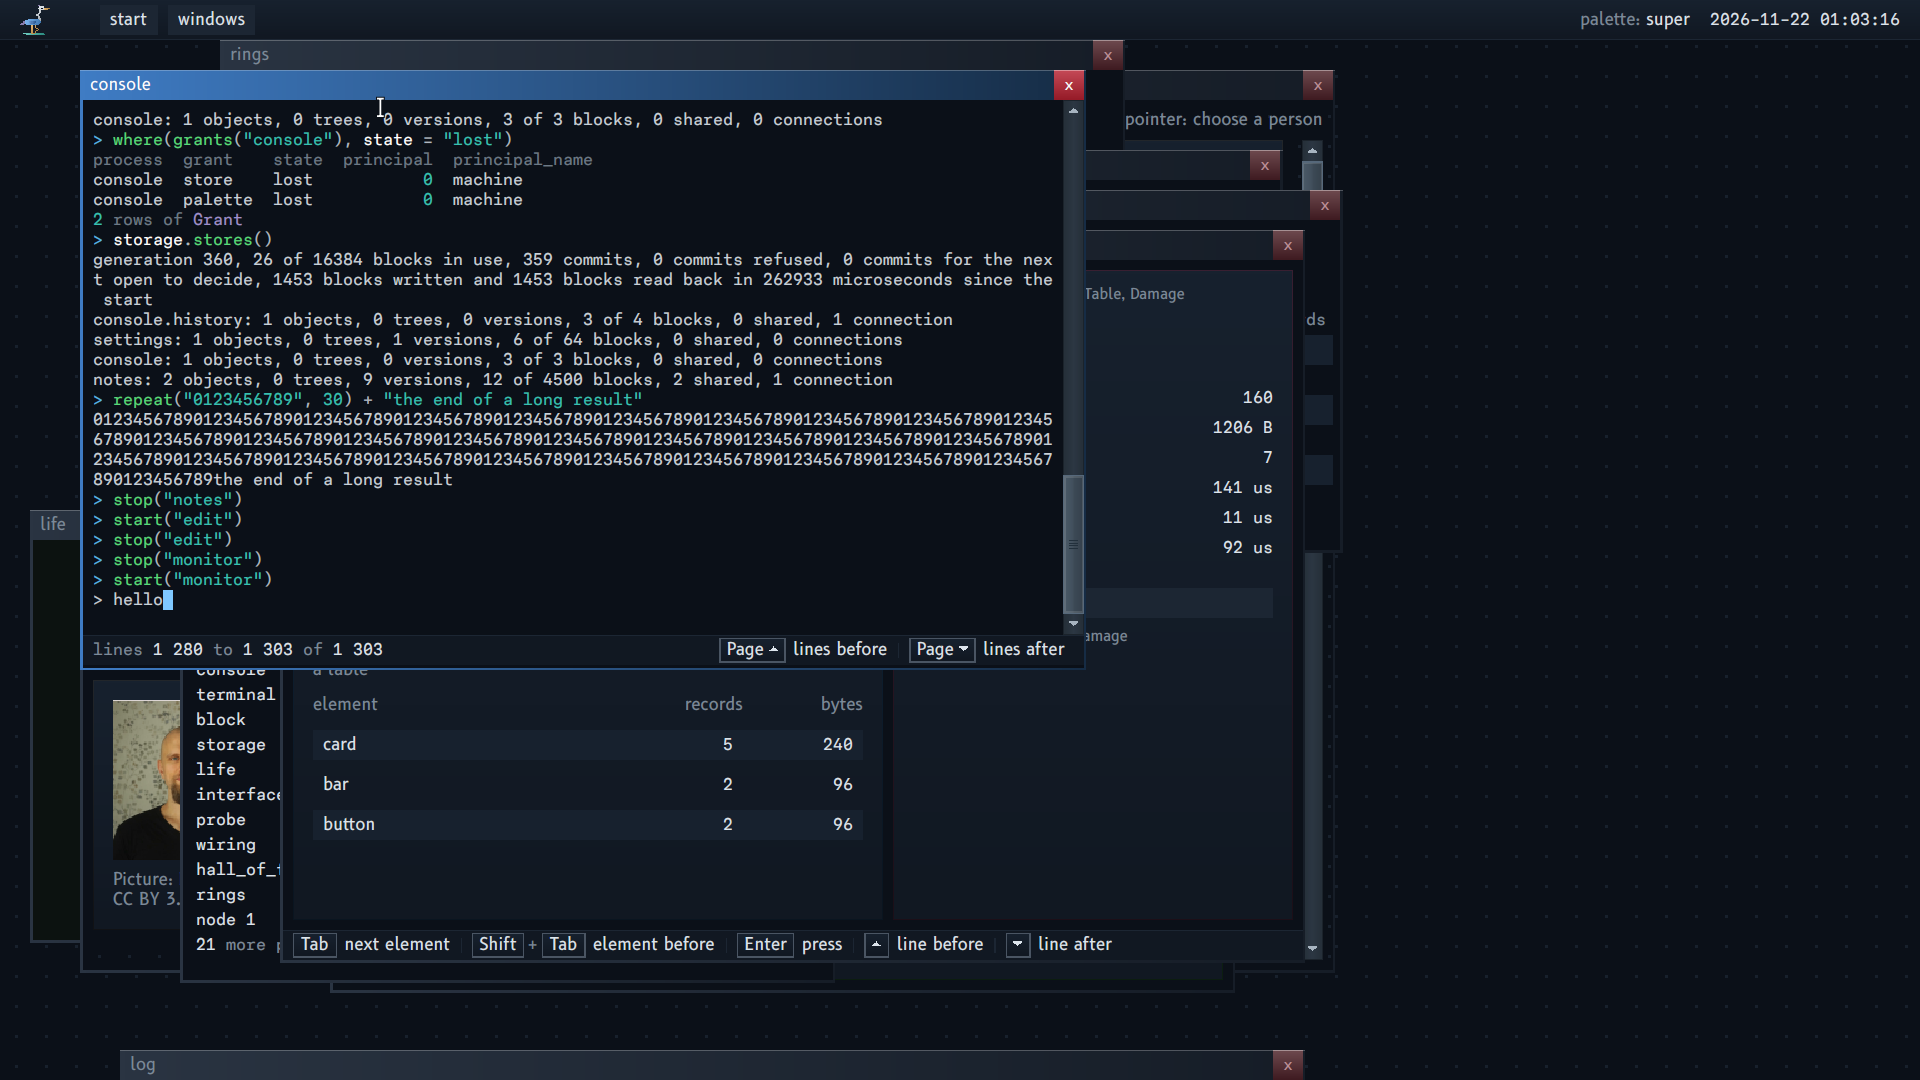 start windows palette: super 2026-11-22 01:03:16
rings x
console x
x
console: 1 objects, 0 trees, 0 versions, 3 of 3 blocks, 0 shared, 0 connections
pointer: choose a person
> where(grants("console"), state = "lost")
process grant state principal principal_name
x
console store lost 0 machine
console palette lost 0 machine
x
2 rows of Grant
> storage.stores()
x
generation 360, 26 of 16384 blocks in use, 359 commits, 0 commits refused, 0 commits for the nex
t open to decide, 1453 blocks written and 1453 blocks read back in 262933 microseconds since the
start
Table, Damage
console.history: 1 objects, 0 trees, 0 versions, 3 of 4 blocks, 0 shared, 1 connection
ds
settings: 1 objects, 0 trees, 1 versions, 6 of 64 blocks, 0 shared, 0 connections
console: 1 objects, 0 trees, 0 versions, 3 of 3 blocks, 0 shared, 0 connections
notes: 2 objects, 0 trees, 9 versions, 12 of 4500 blocks, 2 shared, 1 connection
> repeat("0123456789", 30) + "the end of a long result"
160
012345678901234567890123456789012345678901234567890123456789012345678901234567890123456789012345
678901234567890123456789012345678901234567890123456789012345678901234567890123456789012345678901
234567890123456789012345678901234567890123456789012345678901234567890123456789012345678901234567
890123456789the end of a long result
1206 B
7
> stop("notes")
141 us
> start("edit")
11 us
> stop("edit")
92 us
> stop("monitor")
> start("monitor")
> hello
life
amage
lines 1 280 to 1 303 of 1 303 Page lines before Page lines after
console
a table
terminal
element records bytes
block
storage
card 5 240
life
bar 2 96
interface
probe
button 2 96
wiring
hall_of_
rings
node 1
21 more
Picture:
CC BY 3.
Tab next element Shift + Tab element before Enter press line before line after
log x